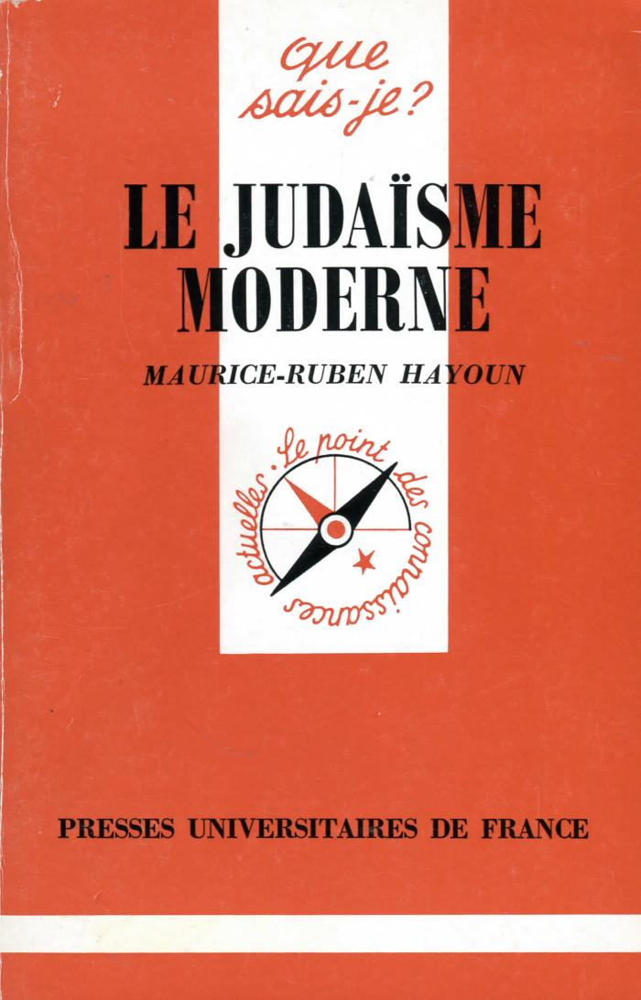 que
sais-je?
LE JUDAÏSME
MODERNE
MAURICE-RUBEN HAYOUN
Le point des connaissances actuelles.
PRESSES UNIVERSITAIRES DE FRANCE